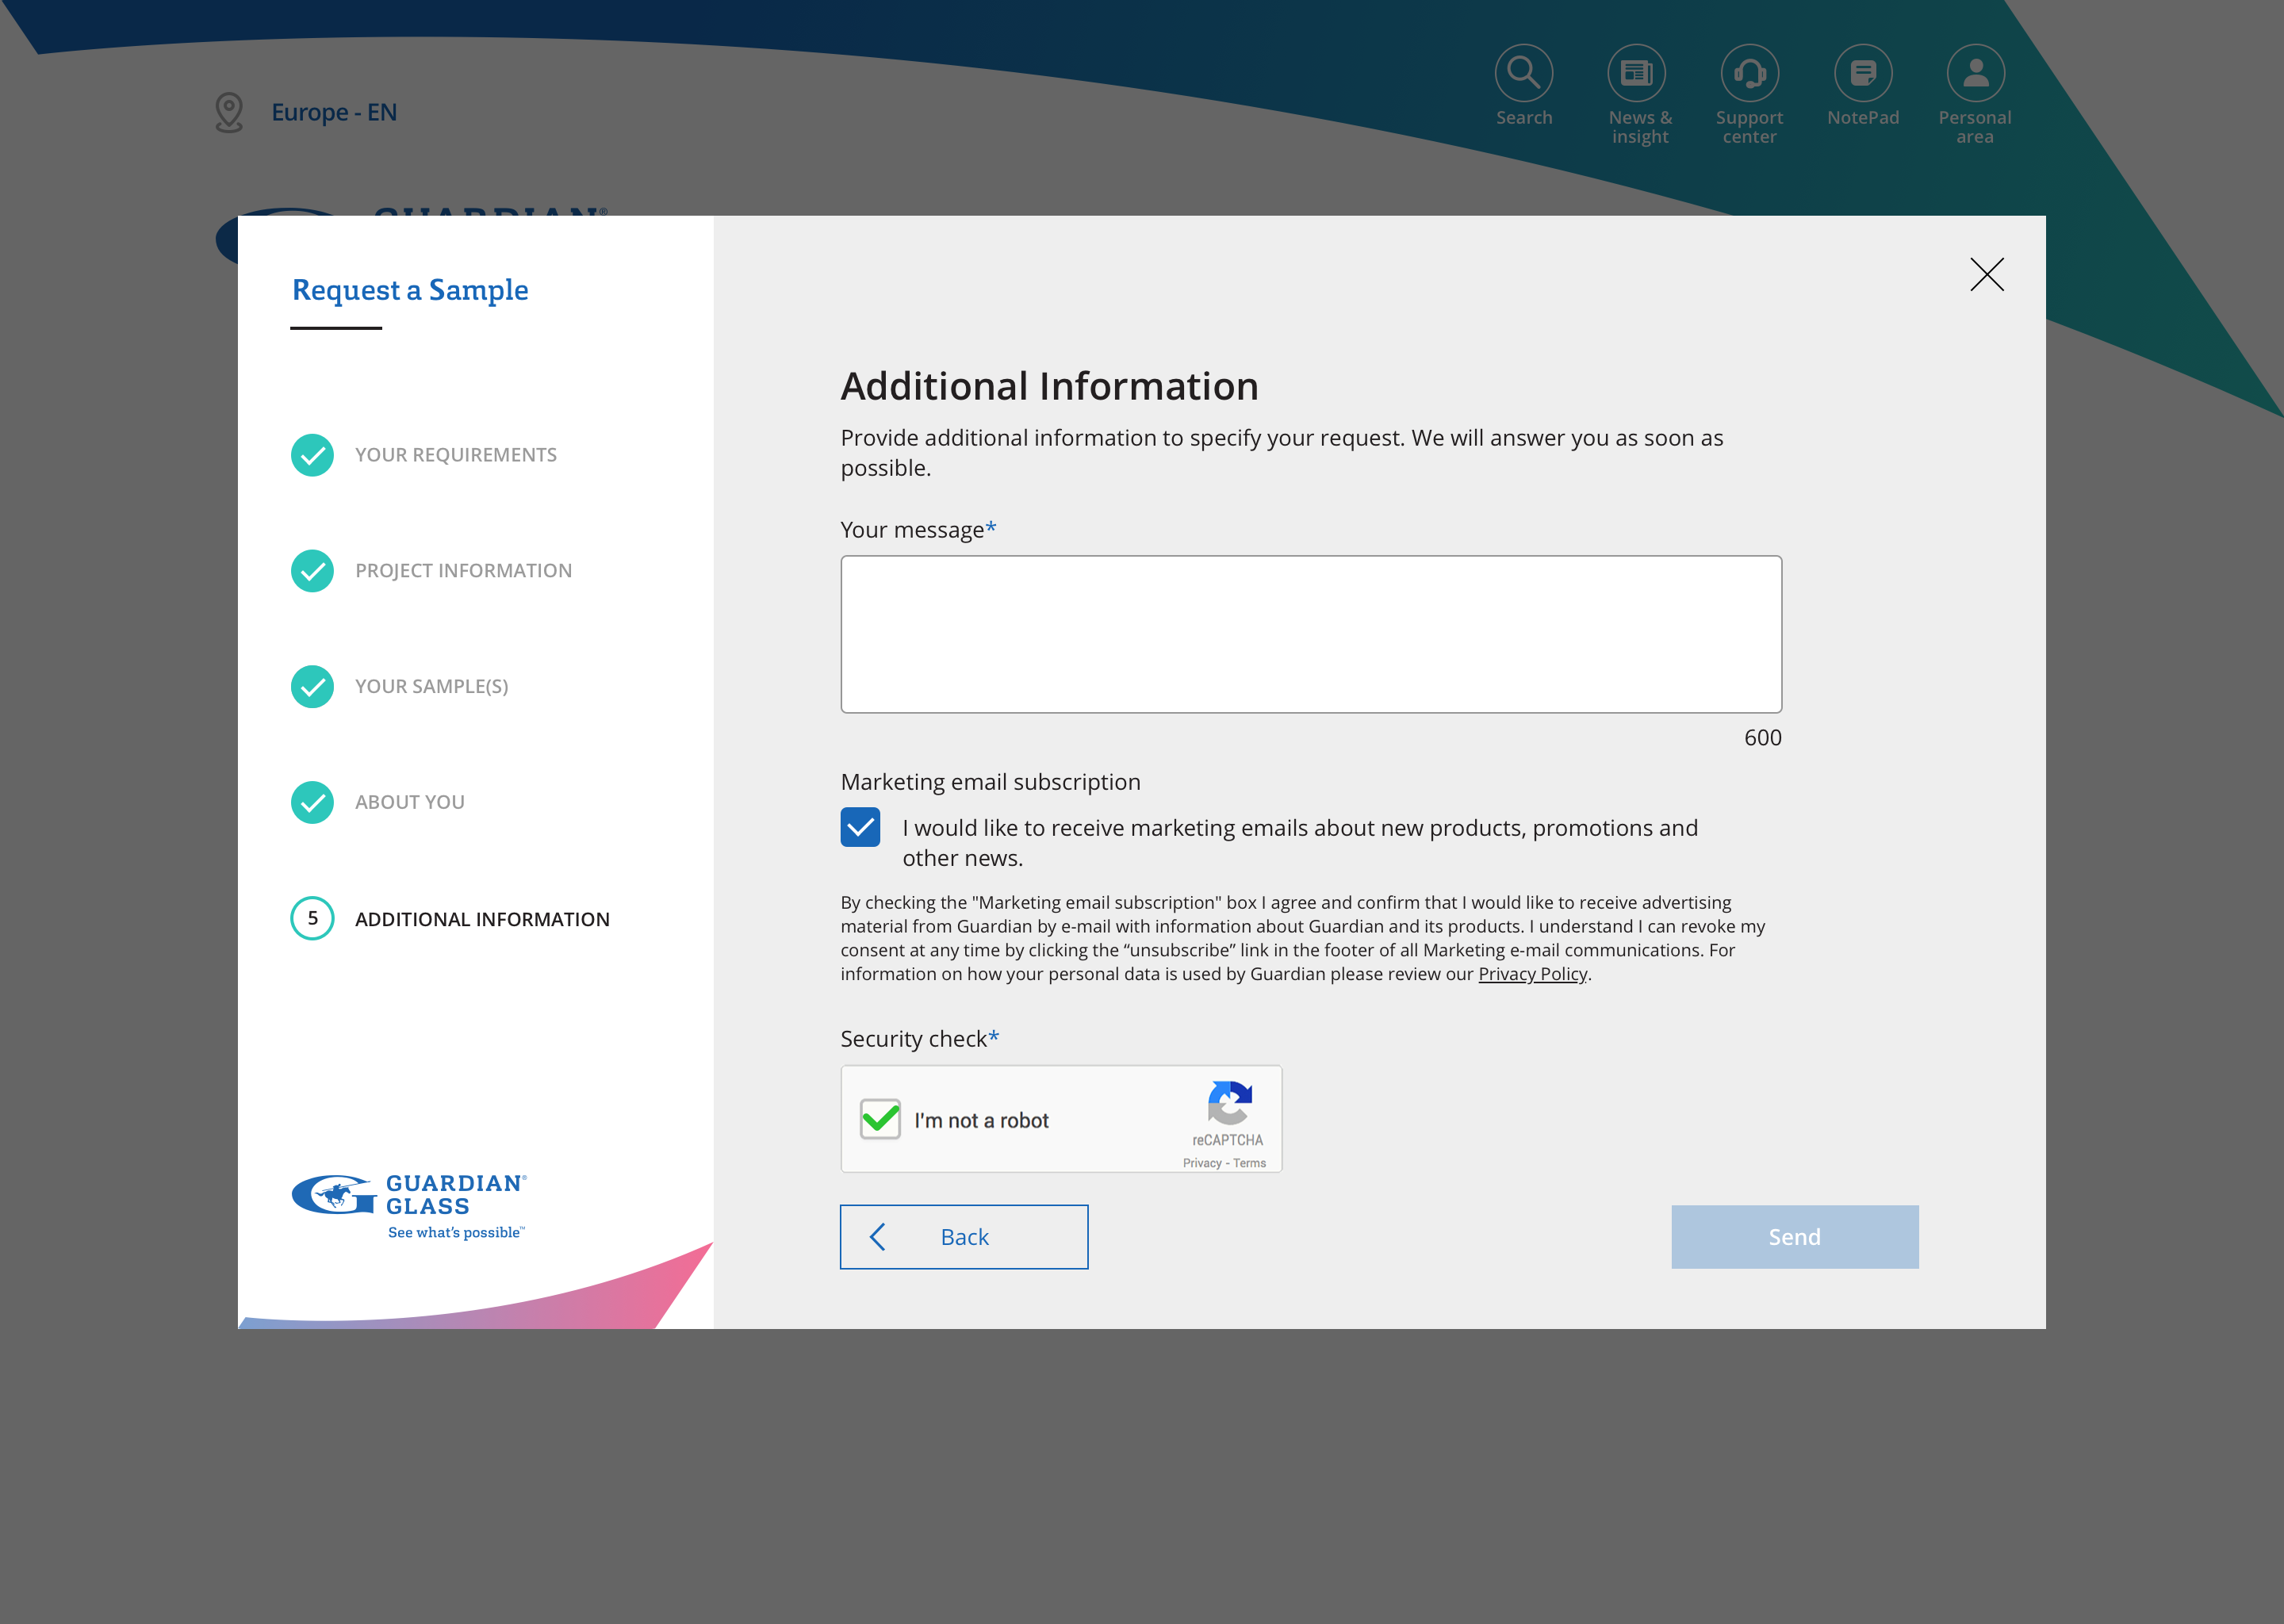 Europe - EN
Search
News &
insight
Support
center
NotePad
Personal
area
GUARDIAN®
Request a Sample
YOUR REQUIREMENTS
PROJECT INFORMATION
YOUR SAMPLE(S)
ABOUT YOU
5 ADDITIONAL INFORMATION
GUARDIAN®
GLASS
See what's possible™
Additional Information
Provide additional information to specify your request. We will answer you as soon as
possible.
Your message*
600
Marketing email subscription
I would like to receive marketing emails about new products, promotions and
other news.
By checking the "Marketing email subscription" box I agree and confirm that I would like to receive advertising
material from Guardian by e-mail with information about Guardian and its products. I understand I can revoke my
consent at any time by clicking the “unsubscribe” link in the footer of all Marketing e-mail communications. For
information on how your personal data is used by Guardian please review our Privacy Policy.
Security check*
I'm not a robot
reCAPTCHA
Privacy - Terms
Back
Send